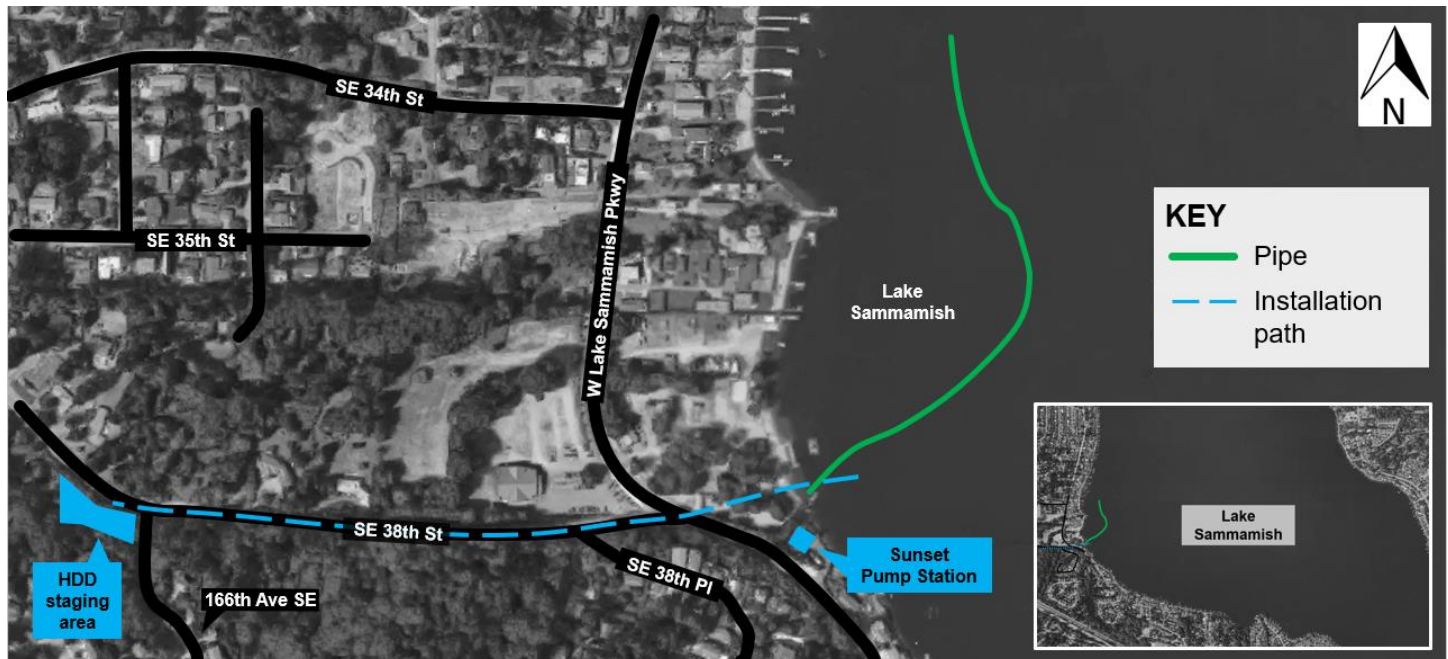 SE 34th St
N
W Lake Sammamish Pkwy
SE 35th St
Lake
Sammamish
KEY
Pipe
Installation
path
SE 38th St
HDD
staging
area
166th Ave SE
SE 38th Pl
Sunset
Pump Station
Lake
Sammamish